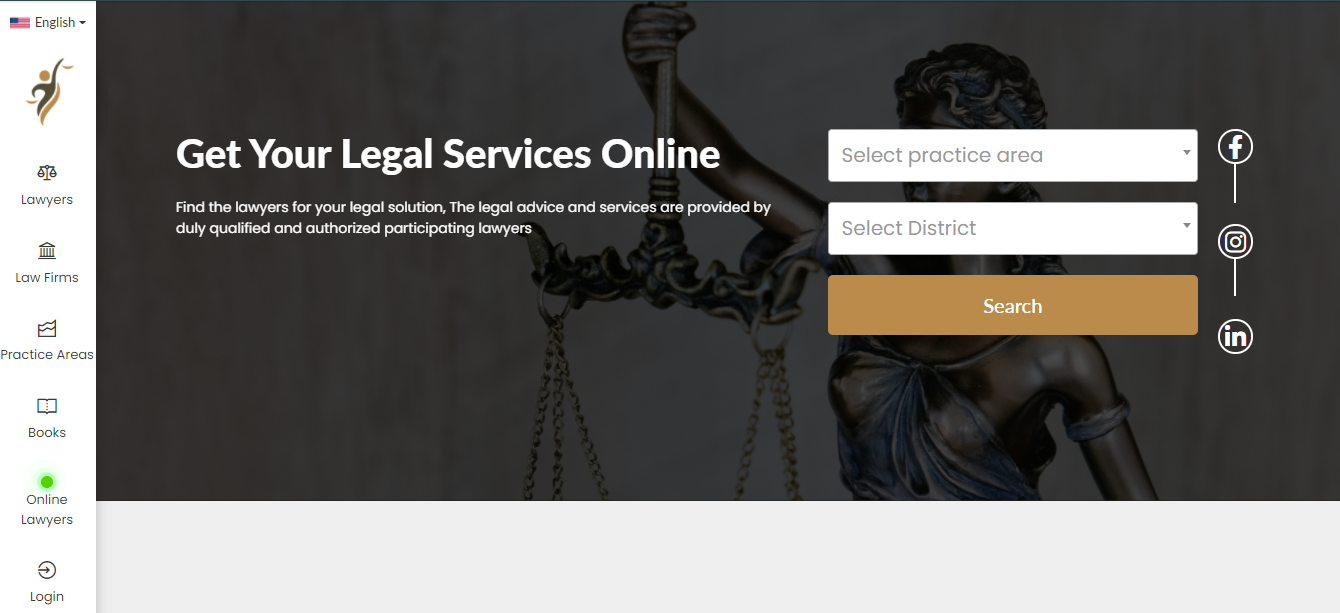 English
Lawyers
Law Firms
Practice Areas
Books
Online
Lawyers
Login
Get Your Legal Services Online
Find the lawyers for your legal solution, The legal advice and services are provided by
duly qualified and authorized participating lawyers
Select practice area
Select District
Search